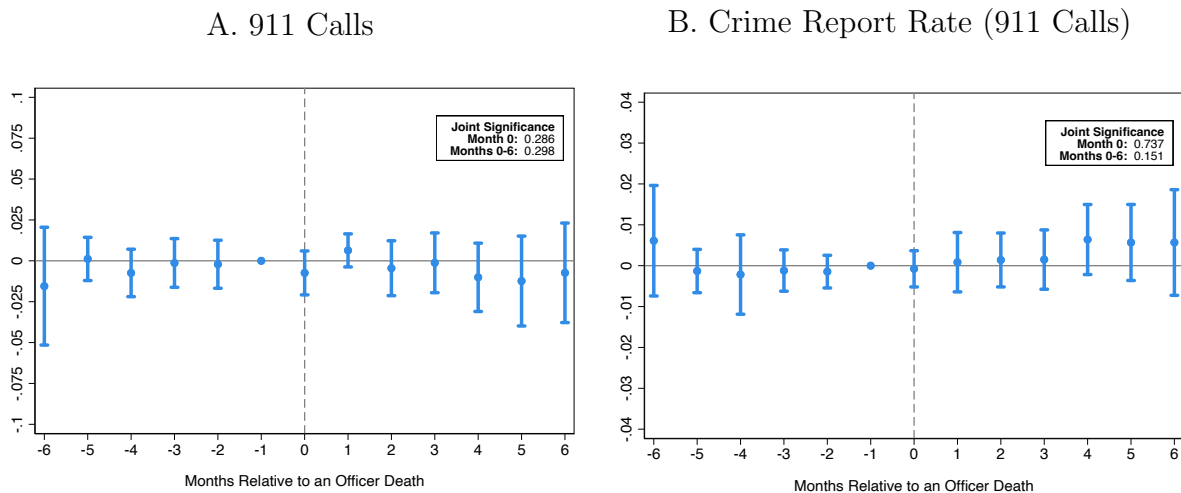 A. 911 Calls
.1
.075
.05
.025
0
-.025
-.05
-.075
-.1
Joint Significance
Month 0: 0.286
Months 0-6: 0.298
-6 -5 -4 -3 -2 -1 0 1 2 3 4 5 6
Months Relative to an Officer Death
B. Crime Report Rate (911 Calls)
.04
.03
.02
.01
0
-.01
-.02
-.03
-.04
Joint Significance
Month 0: 0.737
Months 0-6: 0.151
-6 -5 -4 -3 -2 -1 0 1 2 3 4 5 6
Months Relative to an Officer Death